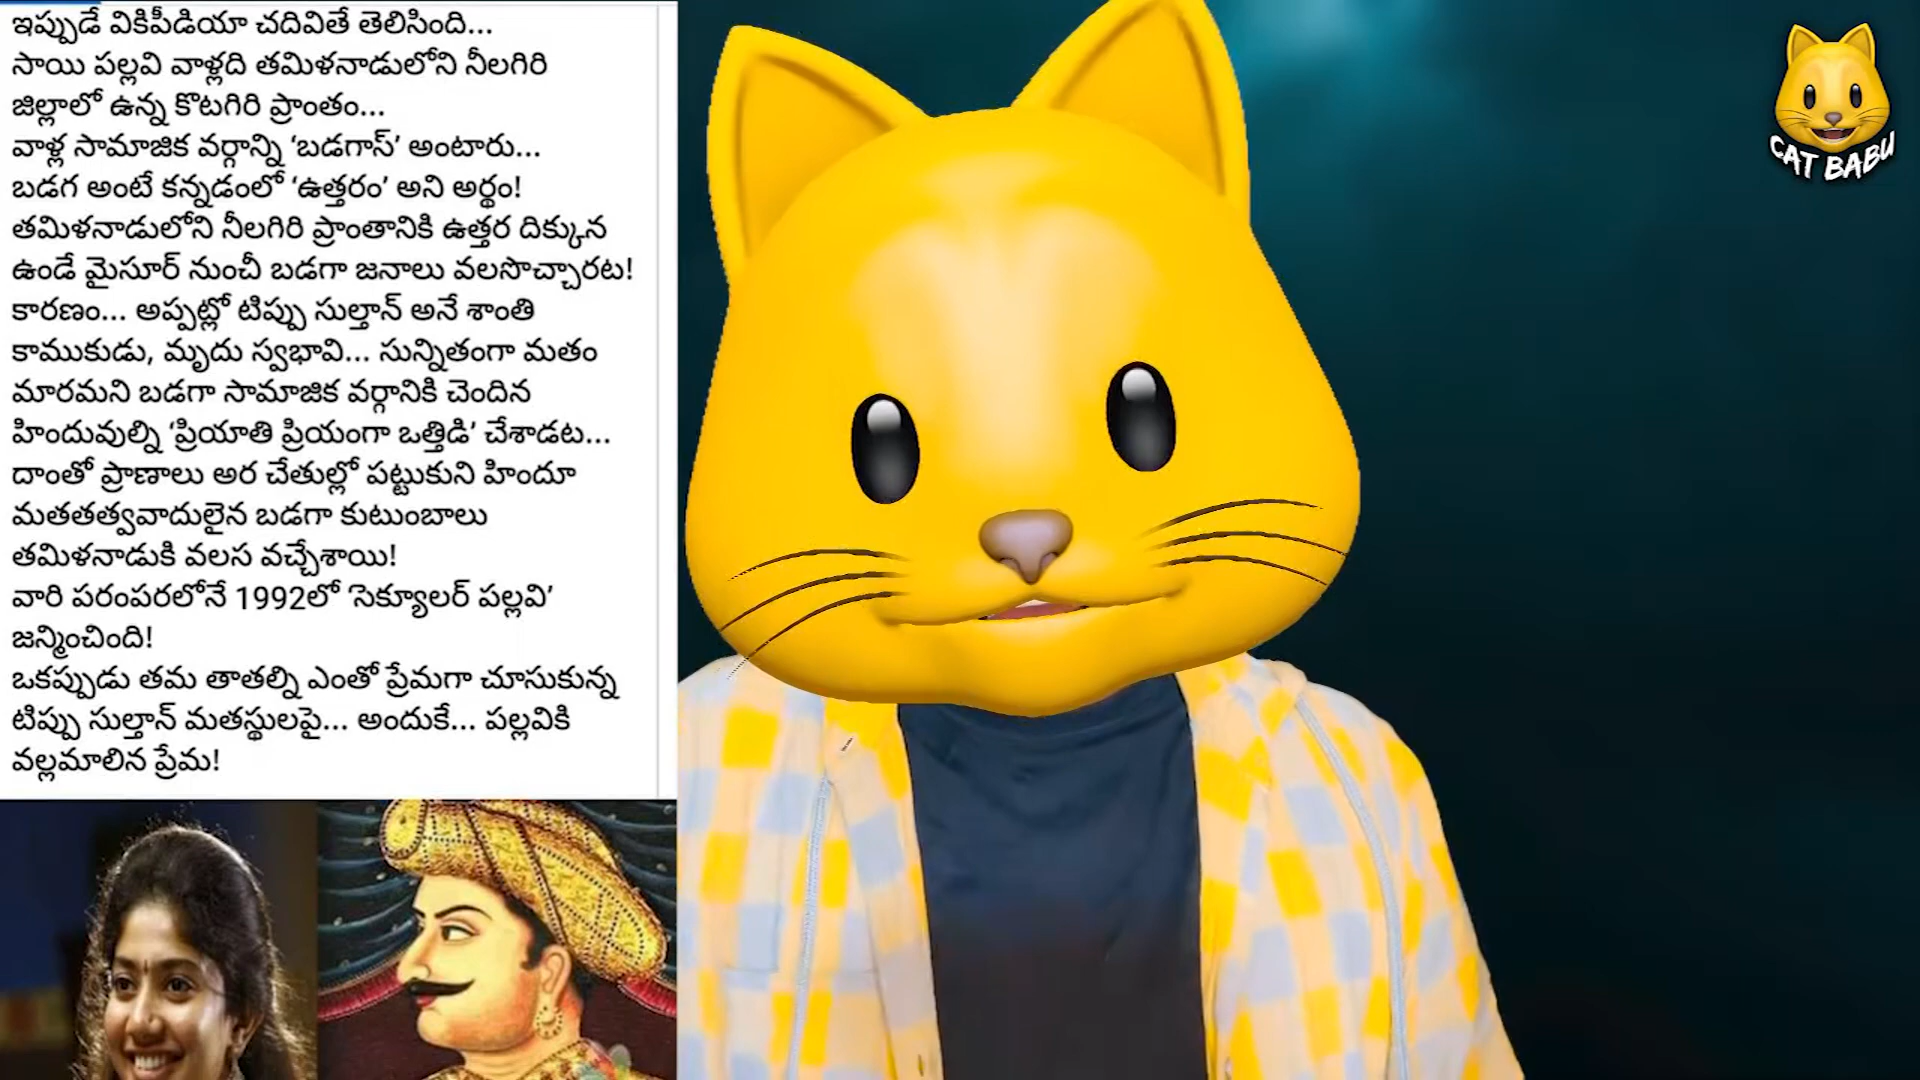 ఇప్పుడే వికిపీడియా చదివితే తెలిసింది...
సాయి పల్లవి వాళ్లది తమిళనాడులోని నీలగిరి
జిల్లాలో ఉన్న కొటగిరి ప్రాంతం...
వాళ్ల సామాజిక వర్గాన్ని ‘బడగాస్’ అంటారు...
బడగ అంటే కన్నడంలో ‘ఉత్తరం’ అని అర్థం!
తమిళనాడులోని నీలగిరి ప్రాంతానికి ఉత్తర దిక్కున
ఉండే మైసూర్ నుంచీ బడగా జనాలు వలసొచ్చారట!
కారణం... అప్పట్లో టిప్పు సుల్తాన్ అనే శాంతి
కాముకుడు, మృదు స్వభావి... సున్నితంగా మతం
మారమని బడగా సామాజిక వర్గానికి చెందిన
హిందువుల్ని ‘ప్రియాతి ప్రియంగా ఒత్తిడి’ చేశాడట...
దాంతో ప్రాణాలు అర చేతుల్లో పట్టుకుని హిందూ
మతతత్వవాదులైన బడగా కుటుంబాలు
తమిళనాడుకి వలస వచ్చేశాయి!
వారి పరంపరలోనే 1992లో ‘సెక్యూలర్ పల్లవి’
జన్మించింది!
ఒకప్పుడు తమ తాతల్ని ఎంతో ప్రేమగా చూసుకున్న
టిప్పు సుల్తాన్ మతస్థులపై... అందుకే... పల్లవికి
వల్లమాలిన ప్రేమ!
CAT BABU